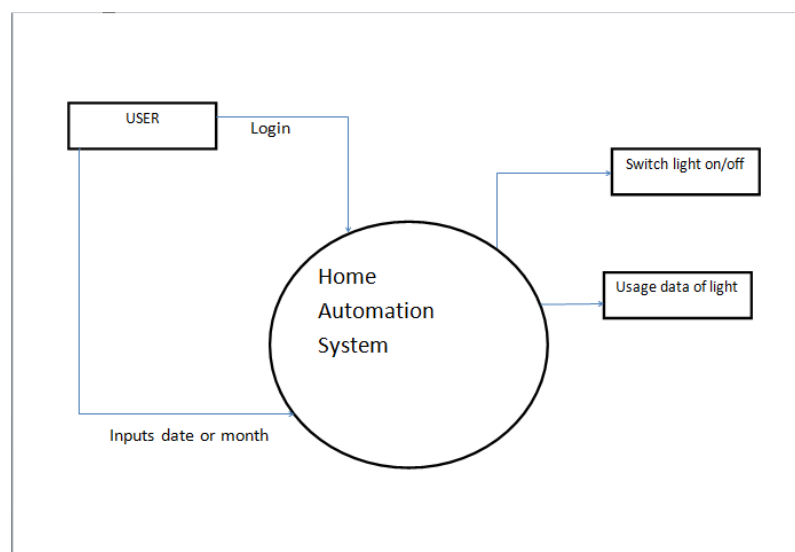 USER
Login
Switch light on/off
Home
Automation
System
Usage data of light
Inputs date or month